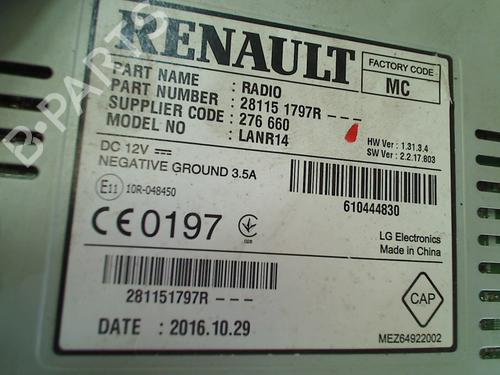 RENAULT
FACTORY CODE
MC
PART NAME : RADIO
PART NUMBER : 28115 1797R ---
SUPPLIER CODE : 276 660
MODEL NO : LANR14
HW Ver : 1.31.3.4
SW Ver : 2.2.17.603
DC 12V
NEGATIVE GROUND 3.5A
E11 10R-048450
610444830
CE0197
LG Electronics
Made in China
281151797R ---
CAP
DATE : 2016.10.29
MEZ64922002
B-PARTS